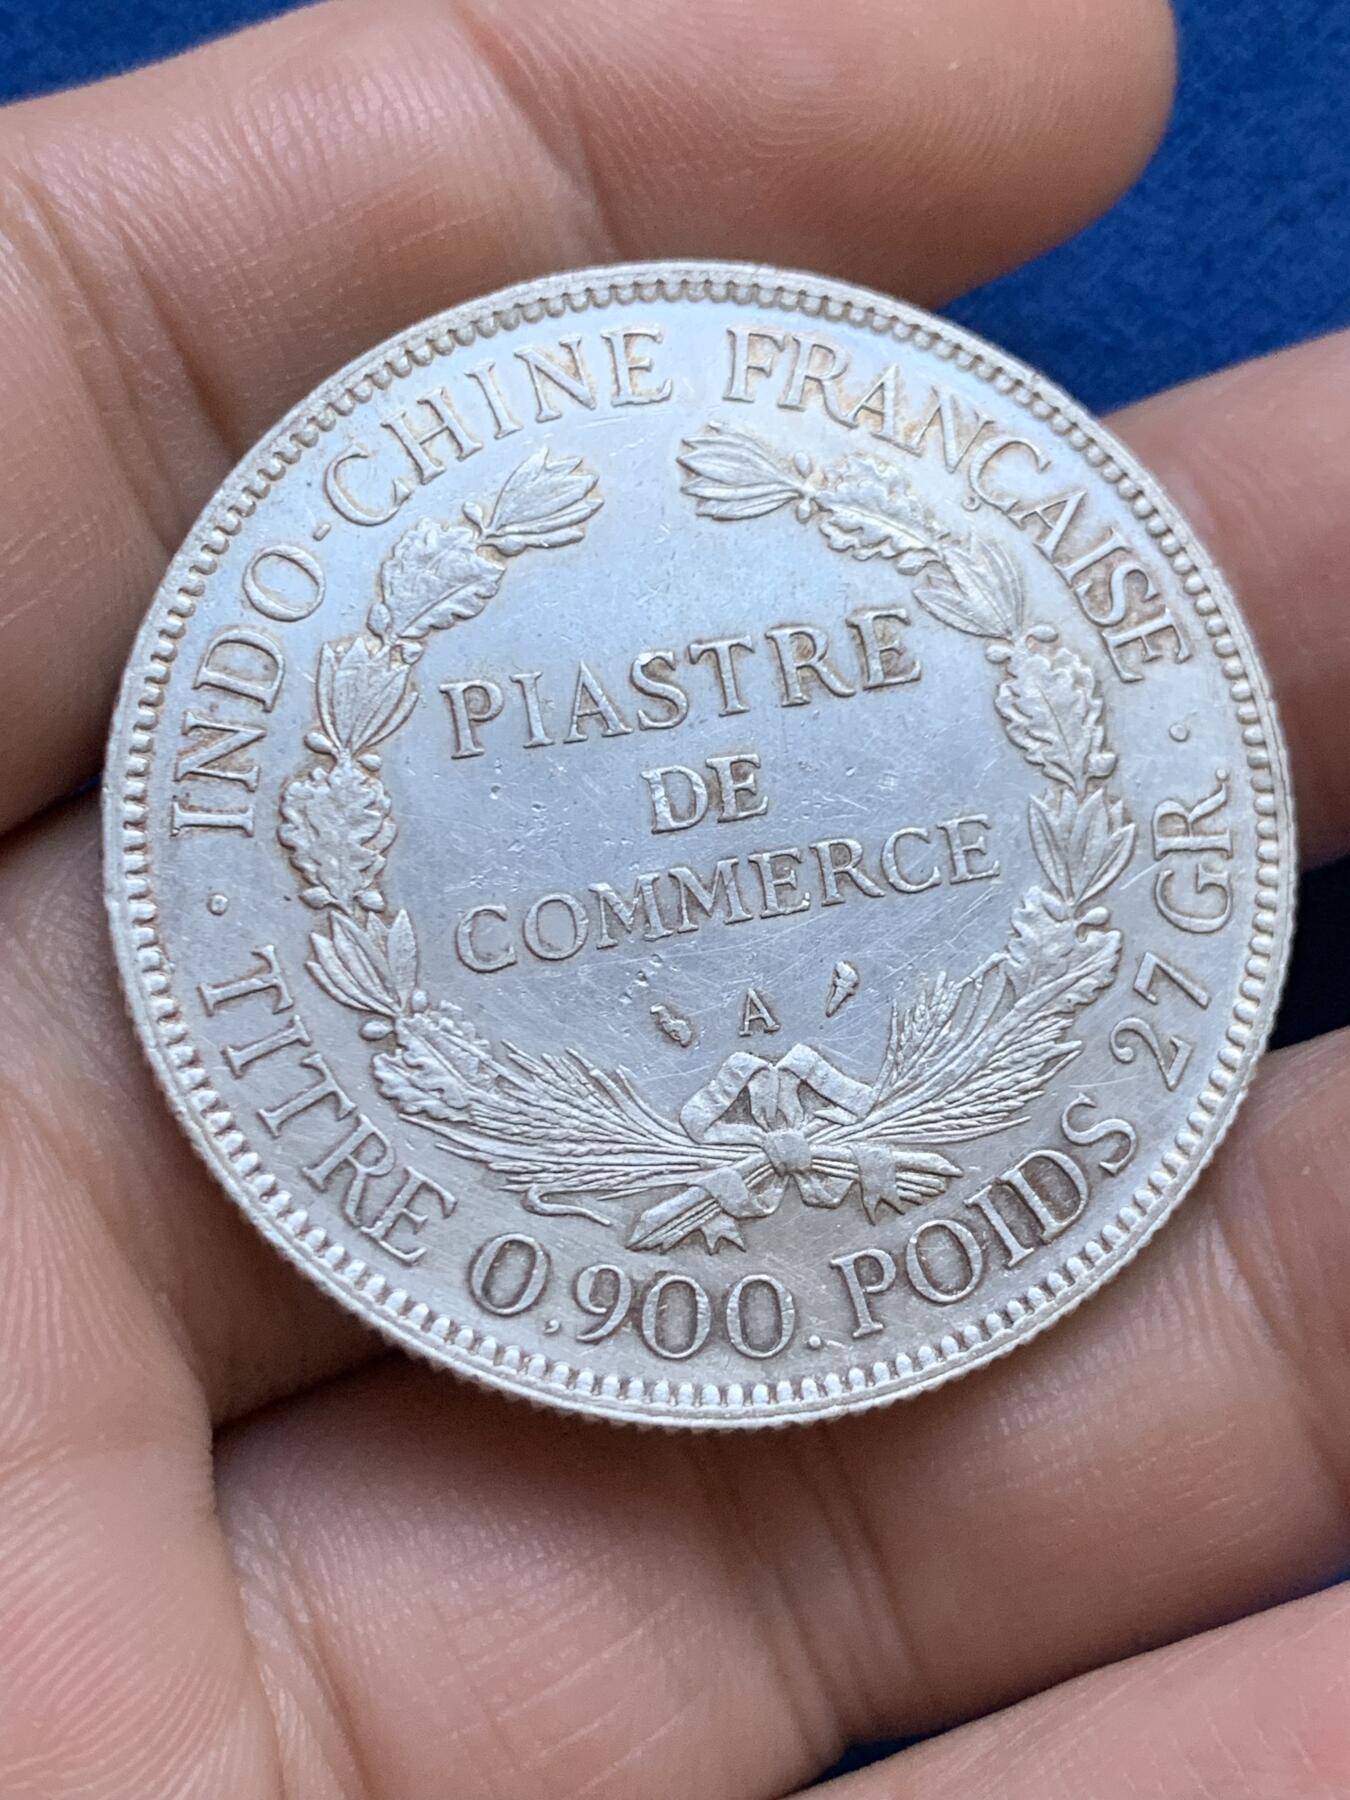 INDO-CHINE FRANÇAISE
PIASTRE
DE
COMMERCE
A
· TITRE 0,900. POIDS 27 GR. ·